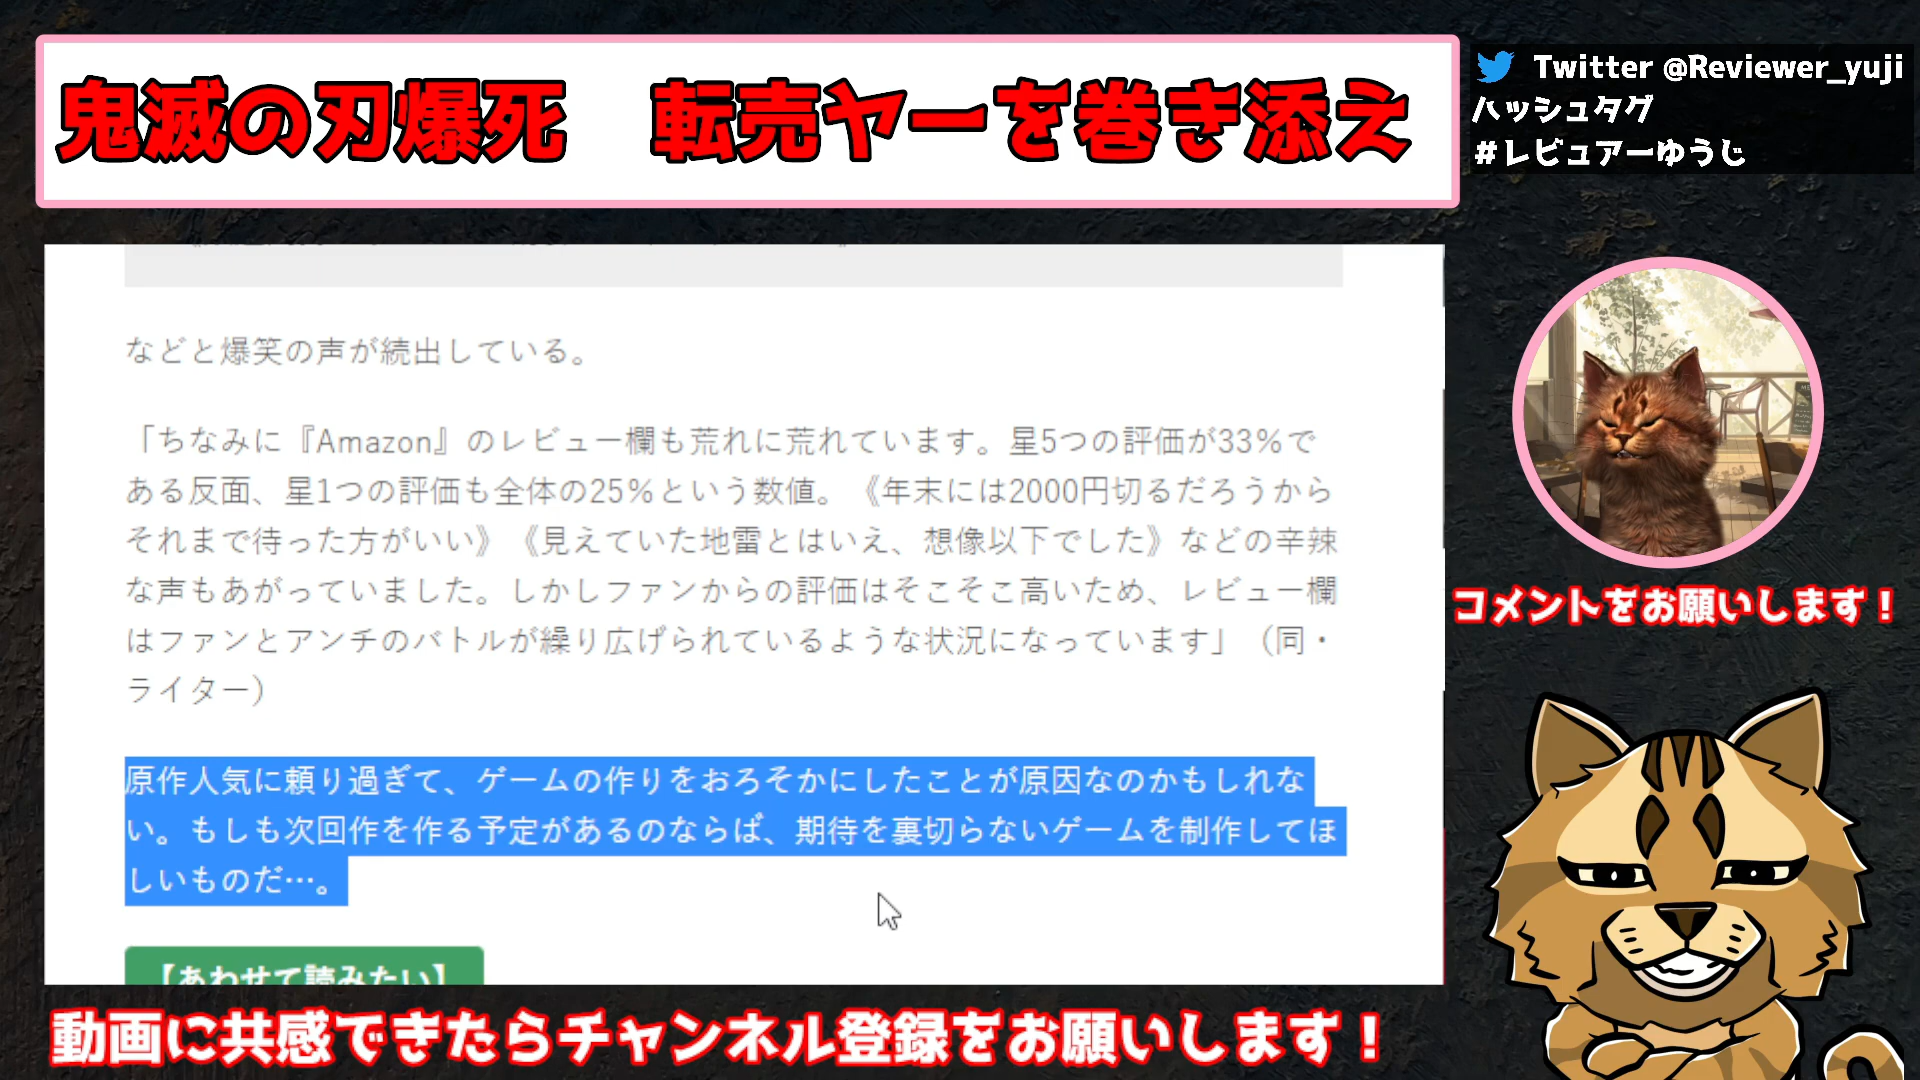 鬼滅の刃爆死　転売ヤーを巻き添え
Twitter @Reviewer_yuji
ハッシュタグ
#レビュアーゆうじ
などと爆笑の声が続出している。
「ちなみに『Amazon』のレビュー欄も荒れに荒れています。星5つの評価が33%で
ある反面、星1つの評価も全体の25%という数値。《年末には2000円切るだろうから
それまで待った方がいい》《見えていた地雷とはいえ、想像以下でした》などの辛辣
な声もあがっていました。しかしファンからの評価はそこそこ高いため、レビュー欄
はファンとアンチのバトルが繰り広げられているような状況になっています」（同・
ライター）
原作人気に頼り過ぎて、ゲームの作りをおろそかにしたことが原因なのかもしれな
い。もしも次回作を作る予定があるのならば、期待を裏切らないゲームを制作してほ
しいものだ…。
【あわせて読みたい】
コメントをお願いします！
動画に共感できたらチャンネル登録をお願いします！